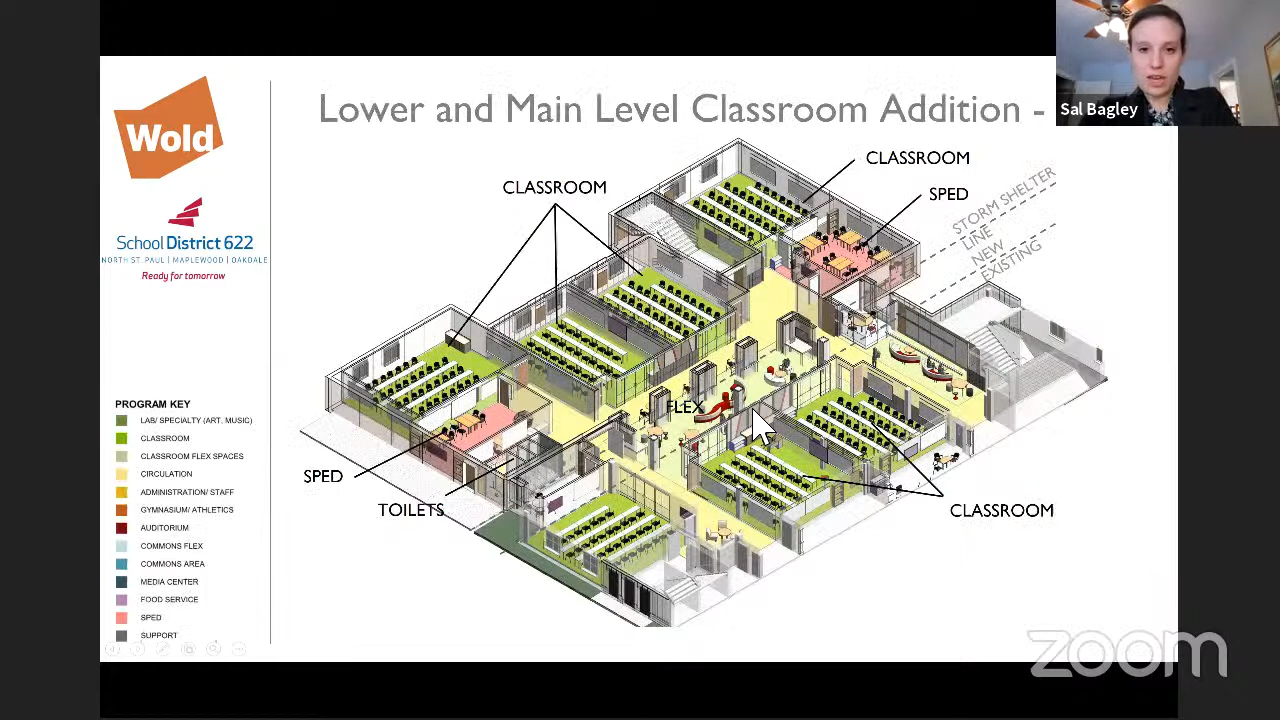 Wold
School District 622
NORTH ST. PAUL | MAPLEWOOD | OAKDALE
Ready for tomorrow
Lower and Main Level Classroom Addition -
Sal Bagley
CLASSROOM
CLASSROOM
SPED
STORM SHELTER
LINE
NEW
EXISTING
FLEX
SPED
TOILETS
CLASSROOM
PROGRAM KEY
LAB/ SPECIALTY (ART, MUSIC)
CLASSROOM
CLASSROOM FLEX SPACES
CIRCULATION
ADMINISTRATION/ STAFF
GYMNASIUM/ ATHLETICS
AUDITORIUM
COMMONS FLEX
COMMONS AREA
MEDIA CENTER
FOOD SERVICE
SPED
SUPPORT
zoom